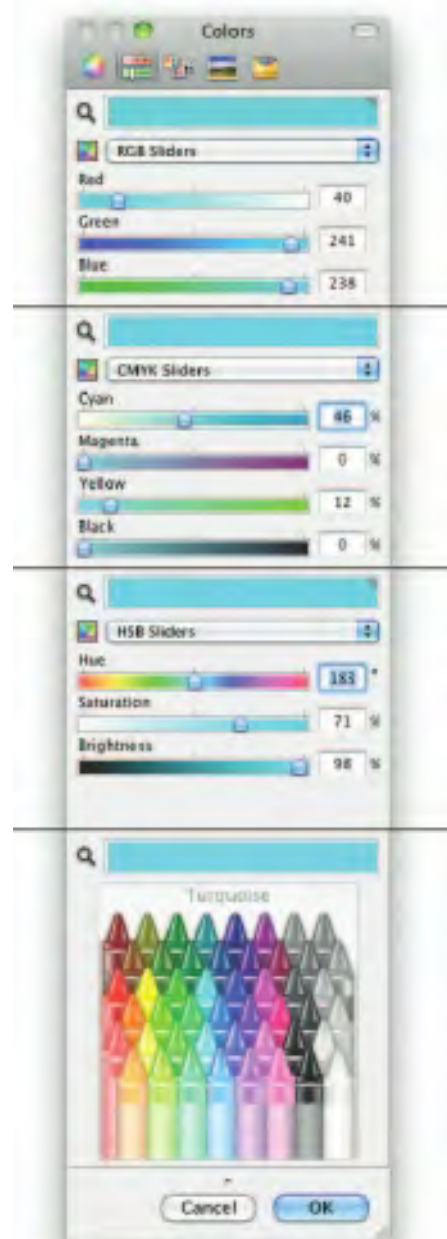 Colors
RGB Sliders
Red
40
Green
241
Blue
238
CMYK Sliders
Cyan
46 %
Magenta
0 %
Yellow
12 %
Black
0 %
HSB Sliders
Hue
183 °
Saturation
71 %
Brightness
98 %
Turquoise
Cancel OK